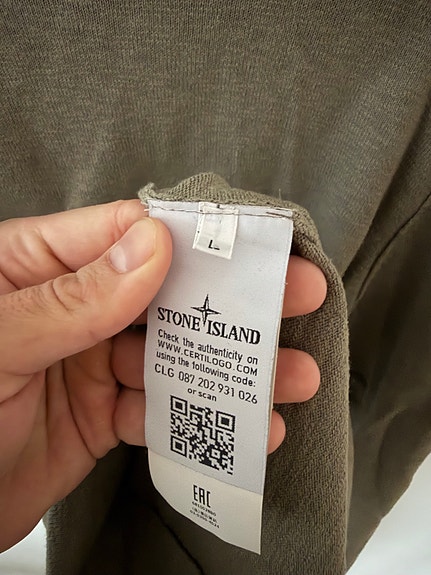 L
STONE ISLAND
Check the authenticity on
WWW.CERTILOGO.COM
using the following code:
CLG 087 202 931 026
or scan
EAC